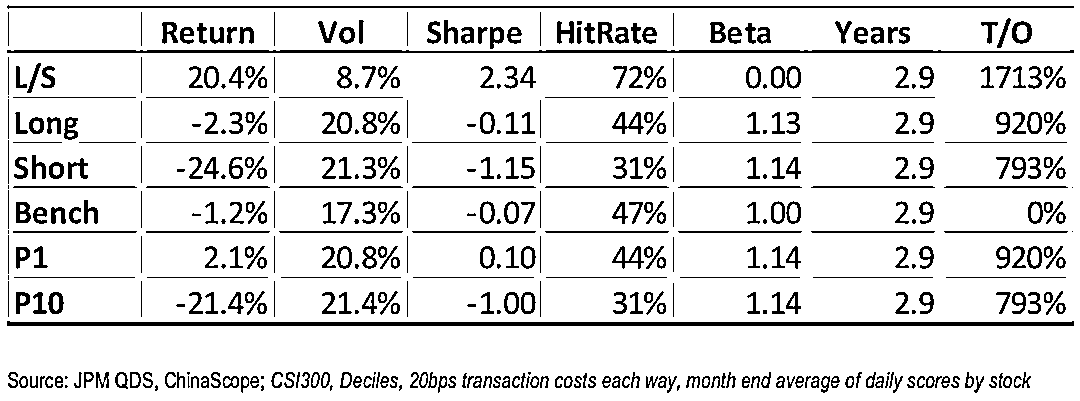 Return Vol Sharpe HitRate Beta Years T/O
L/S 20.4% 8.7% 2.34 72% 0.00 2.9 1713%
Long -2.3% 20.8% -0.11 44% 1.13 2.9 920%
Short -24.6% 21.3% -1.15 31% 1.14 2.9 793%
Bench -1.2% 17.3% -0.07 47% 1.00 2.9 0%
P1 2.1% 20.8% 0.10 44% 1.14 2.9 920%
P10 -21.4% 21.4% -1.00 31% 1.14 2.9 793%
Source: JPM QDS, ChinaScope; CSI300, Deciles, 20bps transaction costs each way, month end average of daily scores by stock